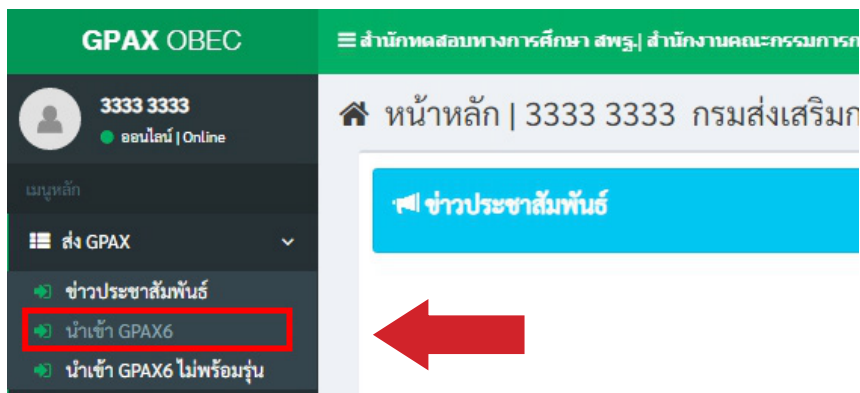 GPAX OBEC
สำนักทดสอบทางการศึกษา สพฐ.| สำนักงานคณะกรรมการก
3333 3333
ออนไลน์ | Online
หน้าหลัก | 3333 3333 กรมส่งเสริมก
เมนูหลัก
ข่าวประชาสัมพันธ์
ส่ง GPAX
ข่าวประชาสัมพันธ์
นำเข้า GPAX6
นำเข้า GPAX6 ไม่พร้อมรุ่น